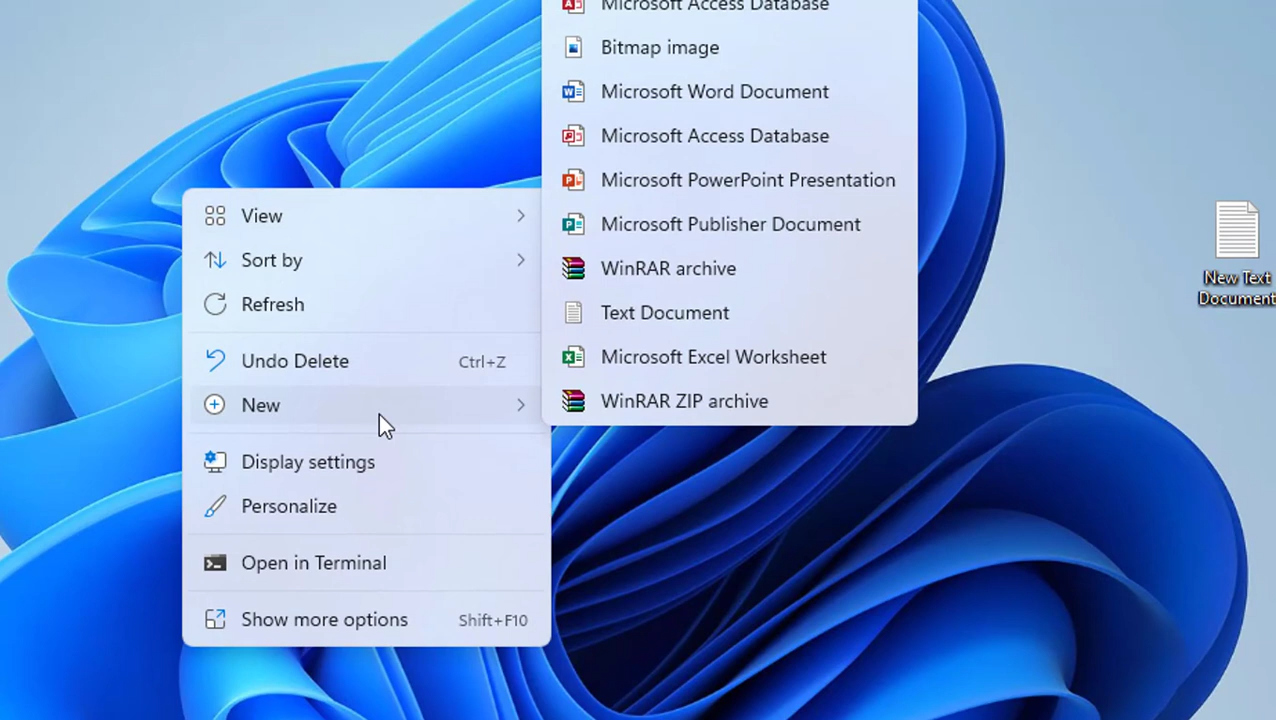 Microsoft Access Database
Bitmap image
Microsoft Word Document
Microsoft Access Database
Microsoft PowerPoint Presentation
Microsoft Publisher Document
WinRAR archive
Text Document
Microsoft Excel Worksheet
WinRAR ZIP archive
View
Sort by
Refresh
Undo Delete Ctrl+Z
New
Display settings
Personalize
Open in Terminal
Show more options Shift+F10
New Text
Document